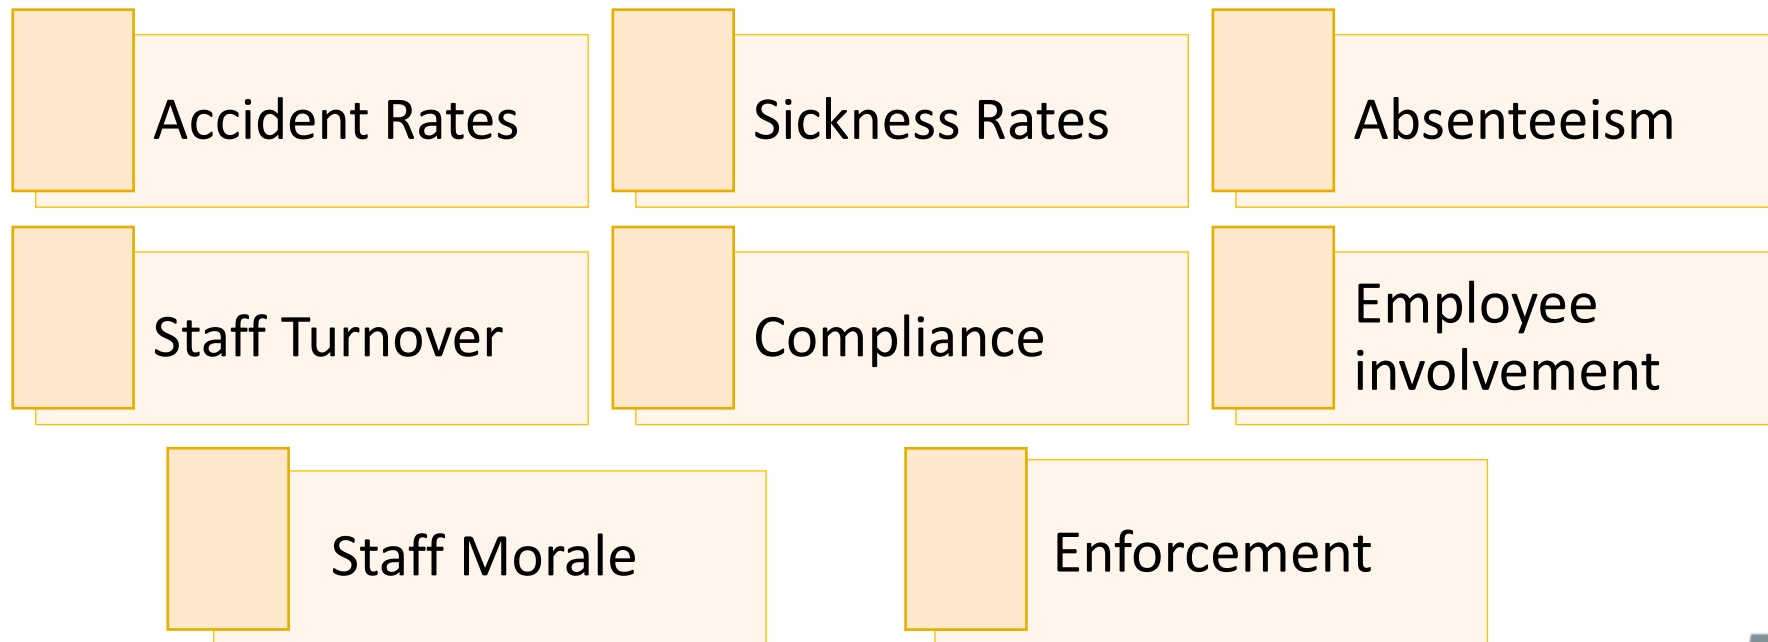 Accident Rates
Sickness Rates
Absenteeism
Staff Turnover
Compliance
Employee
involvement
Staff Morale
Enforcement